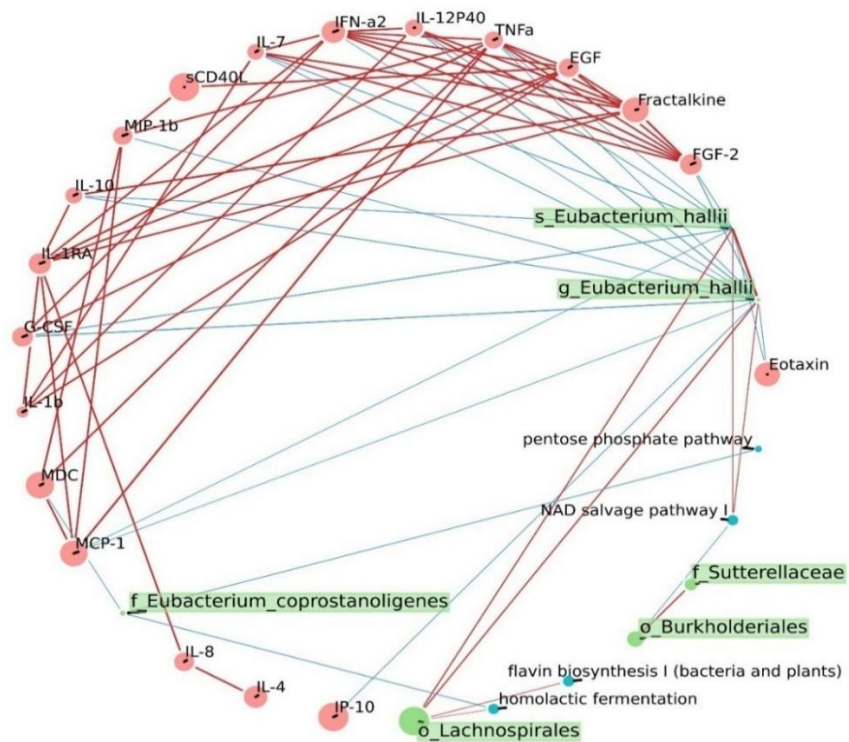 IFN-a2
IL-12P40
TNFa
IL-7
EGF
sCD40L
Fractalkine
MIP-1b
FGF-2
IL-10
s_Eubacterium_hallii
IL-1RA
g_Eubacterium_hallii
G-CSF
Eotaxin
IL-1b
pentose phosphate pathway
MDC
NAD salvage pathway I
MCP-1
f_Sutterellaceae
f_Eubacterium_coprostanoligenes
o_Burkholderiales
IL-8
flavin biosynthesis I (bacteria and plants)
IL-4
homolactic fermentation
IP-10
o_Lachnospirales